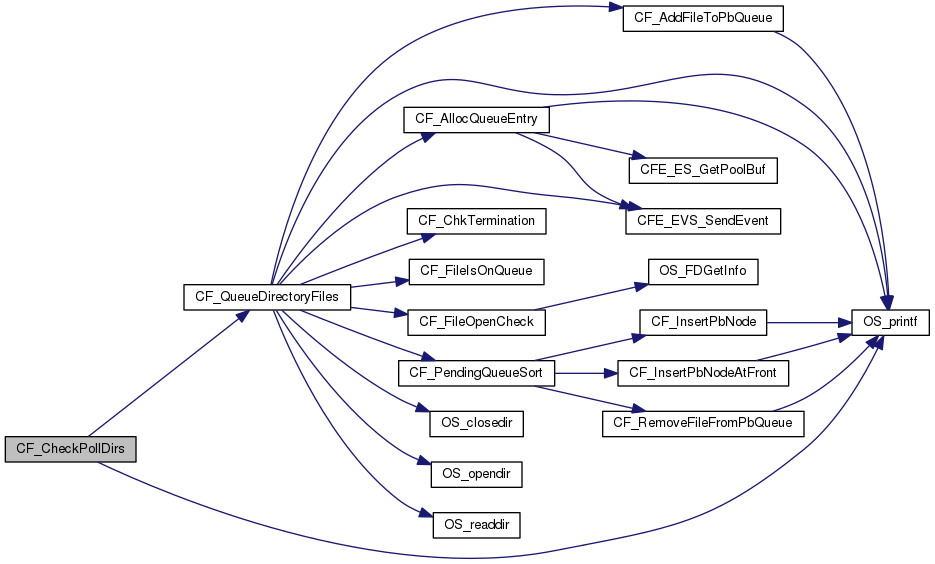 CF_AddFileToPbQueue
CF_AllocQueueEntry
CFE_ES_GetPoolBuf
CF_ChkTermination
CFE_EVS_SendEvent
CF_FileIsOnQueue
OS_FDGetInfo
CF_QueueDirectoryFiles
CF_FileOpenCheck
CF_InsertPbNode
OS_printf
CF_PendingQueueSort
CF_InsertPbNodeAtFront
OS_closedir
CF_RemoveFileFromPbQueue
CF_CheckPollDirs
OS_opendir
OS_readdir